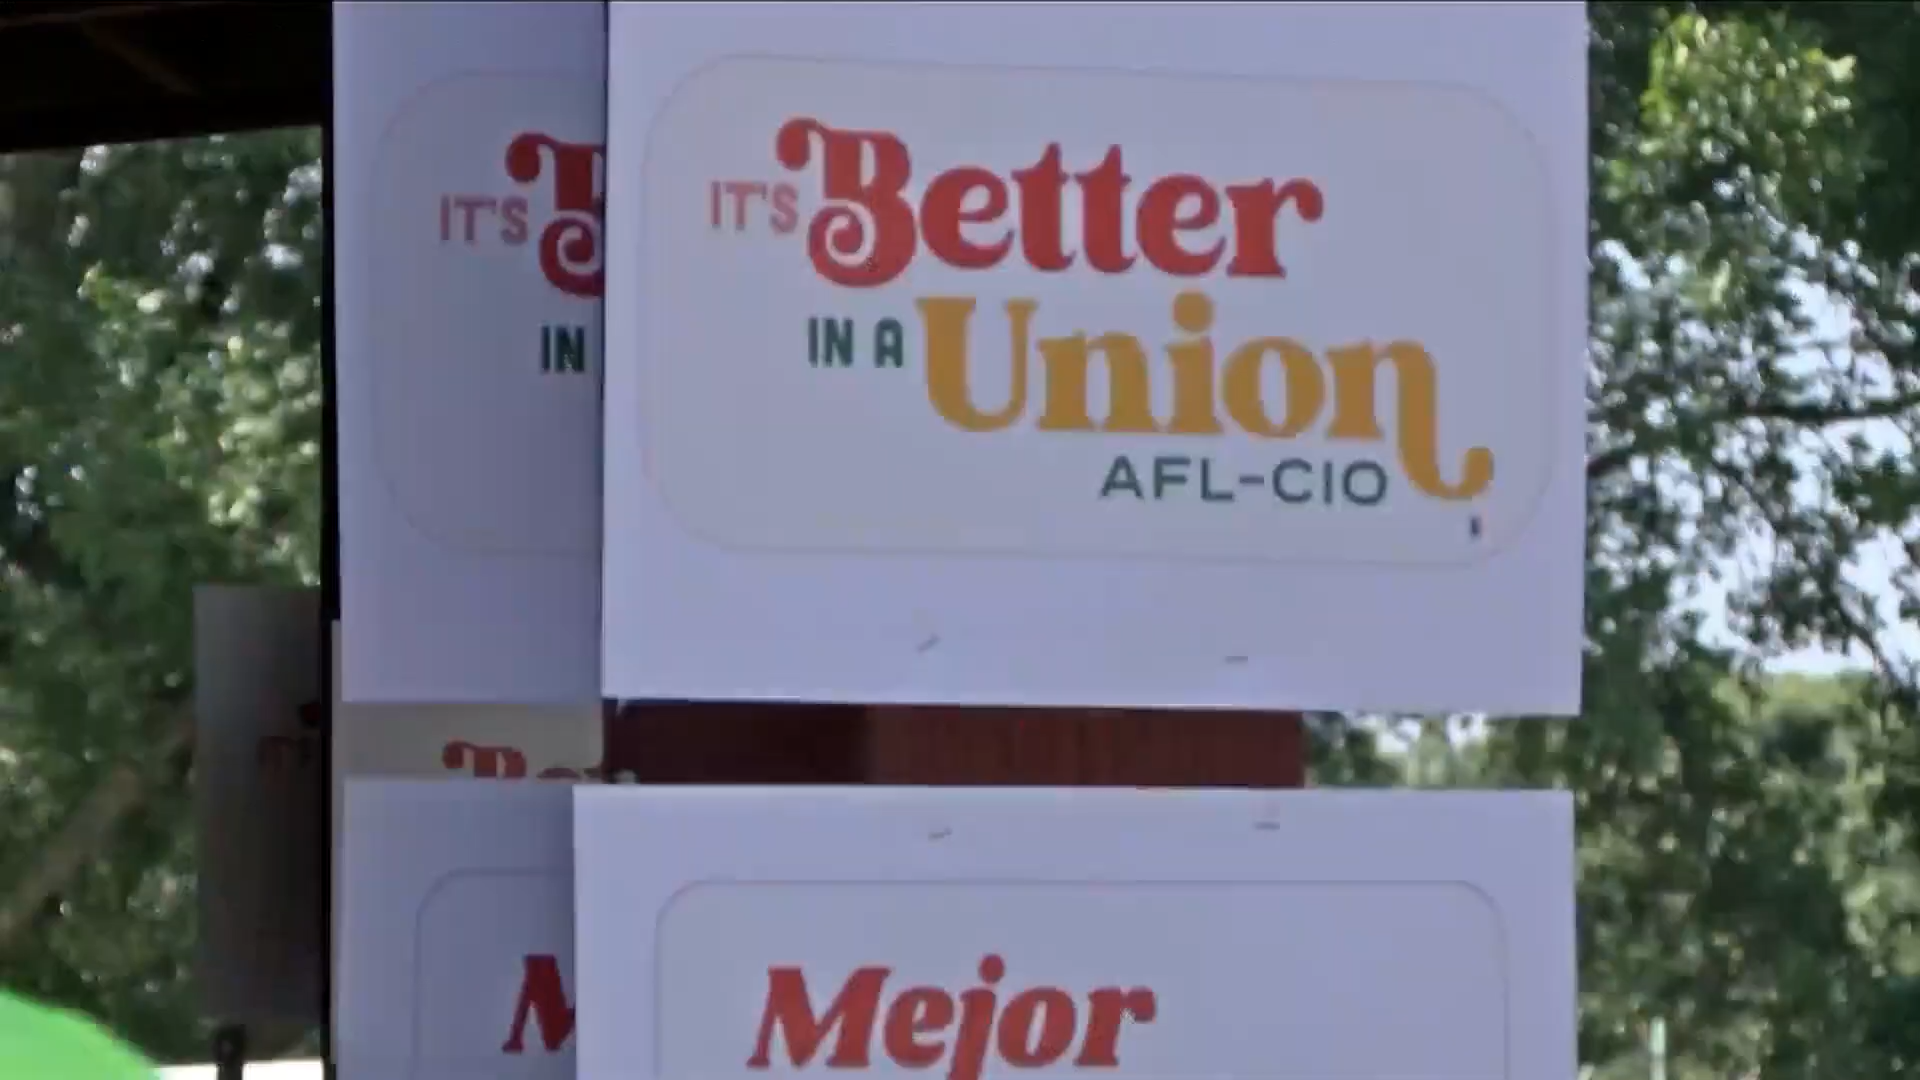 IT'S Better
IN A Union
AFL-CIO
IT'S B
IN
Mejor
M